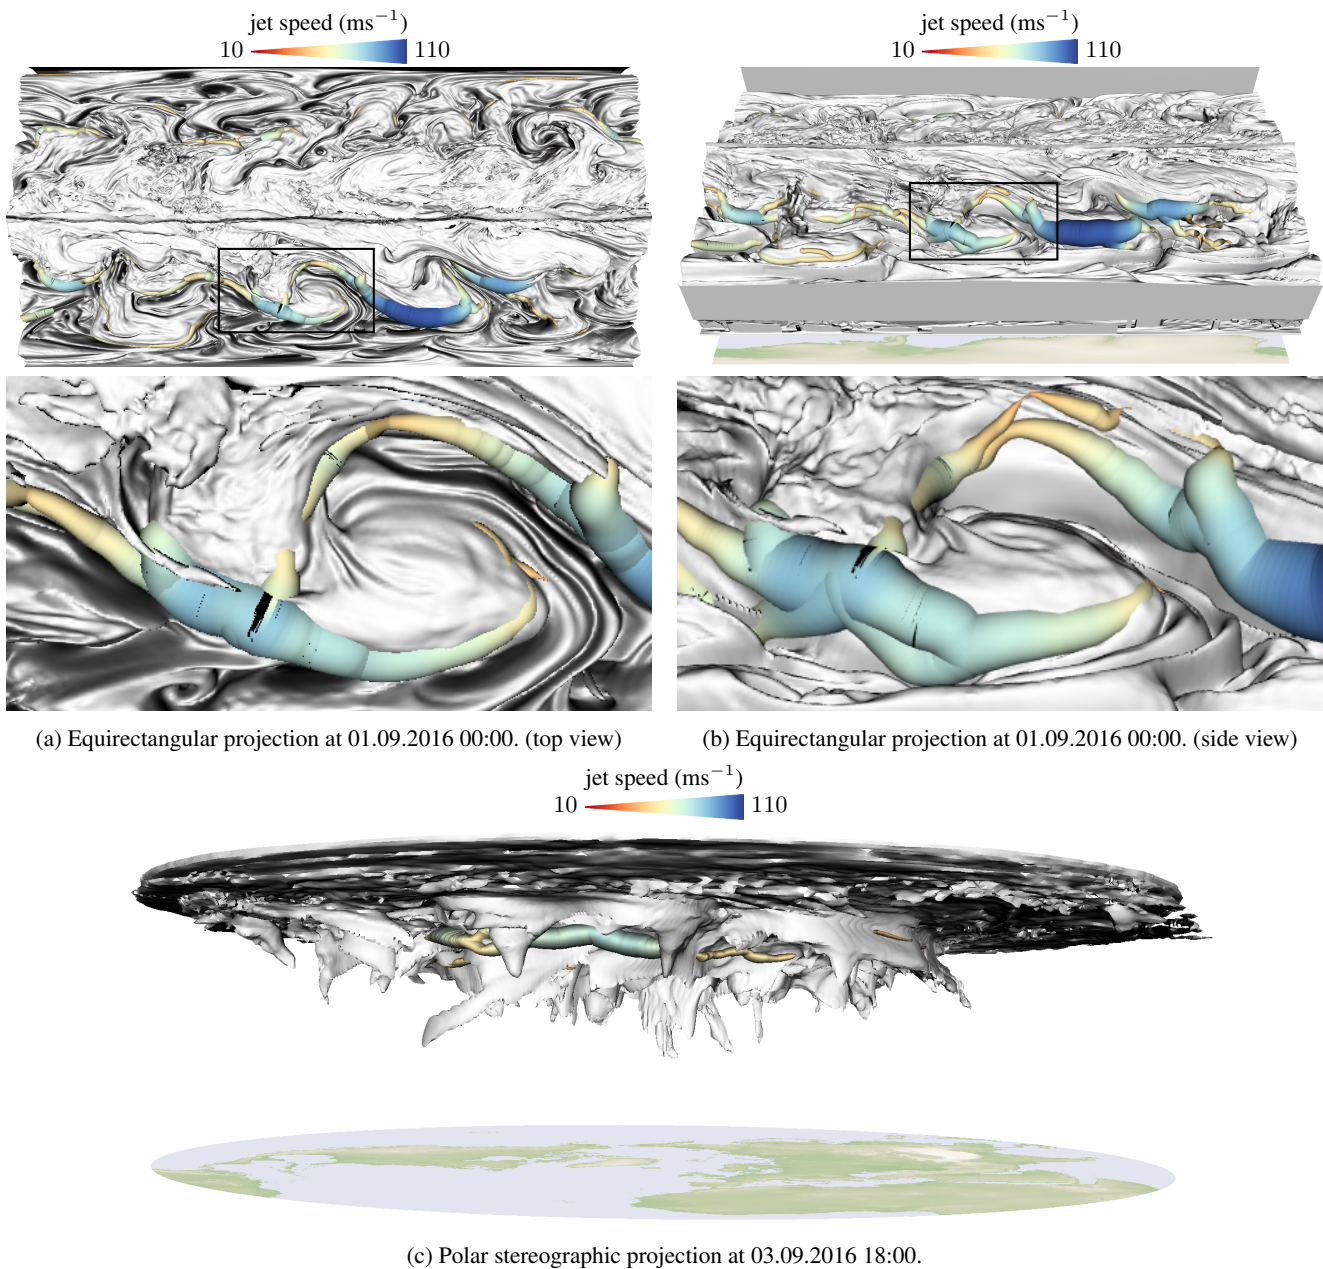 jet speed (ms−1)
10 110
jet speed (ms−1)
10 110
(a) Equirectangular projection at 01.09.2016 00:00. (top view)
(b) Equirectangular projection at 01.09.2016 00:00. (side view)
jet speed (ms−1)
10 110
(c) Polar stereographic projection at 03.09.2016 18:00.